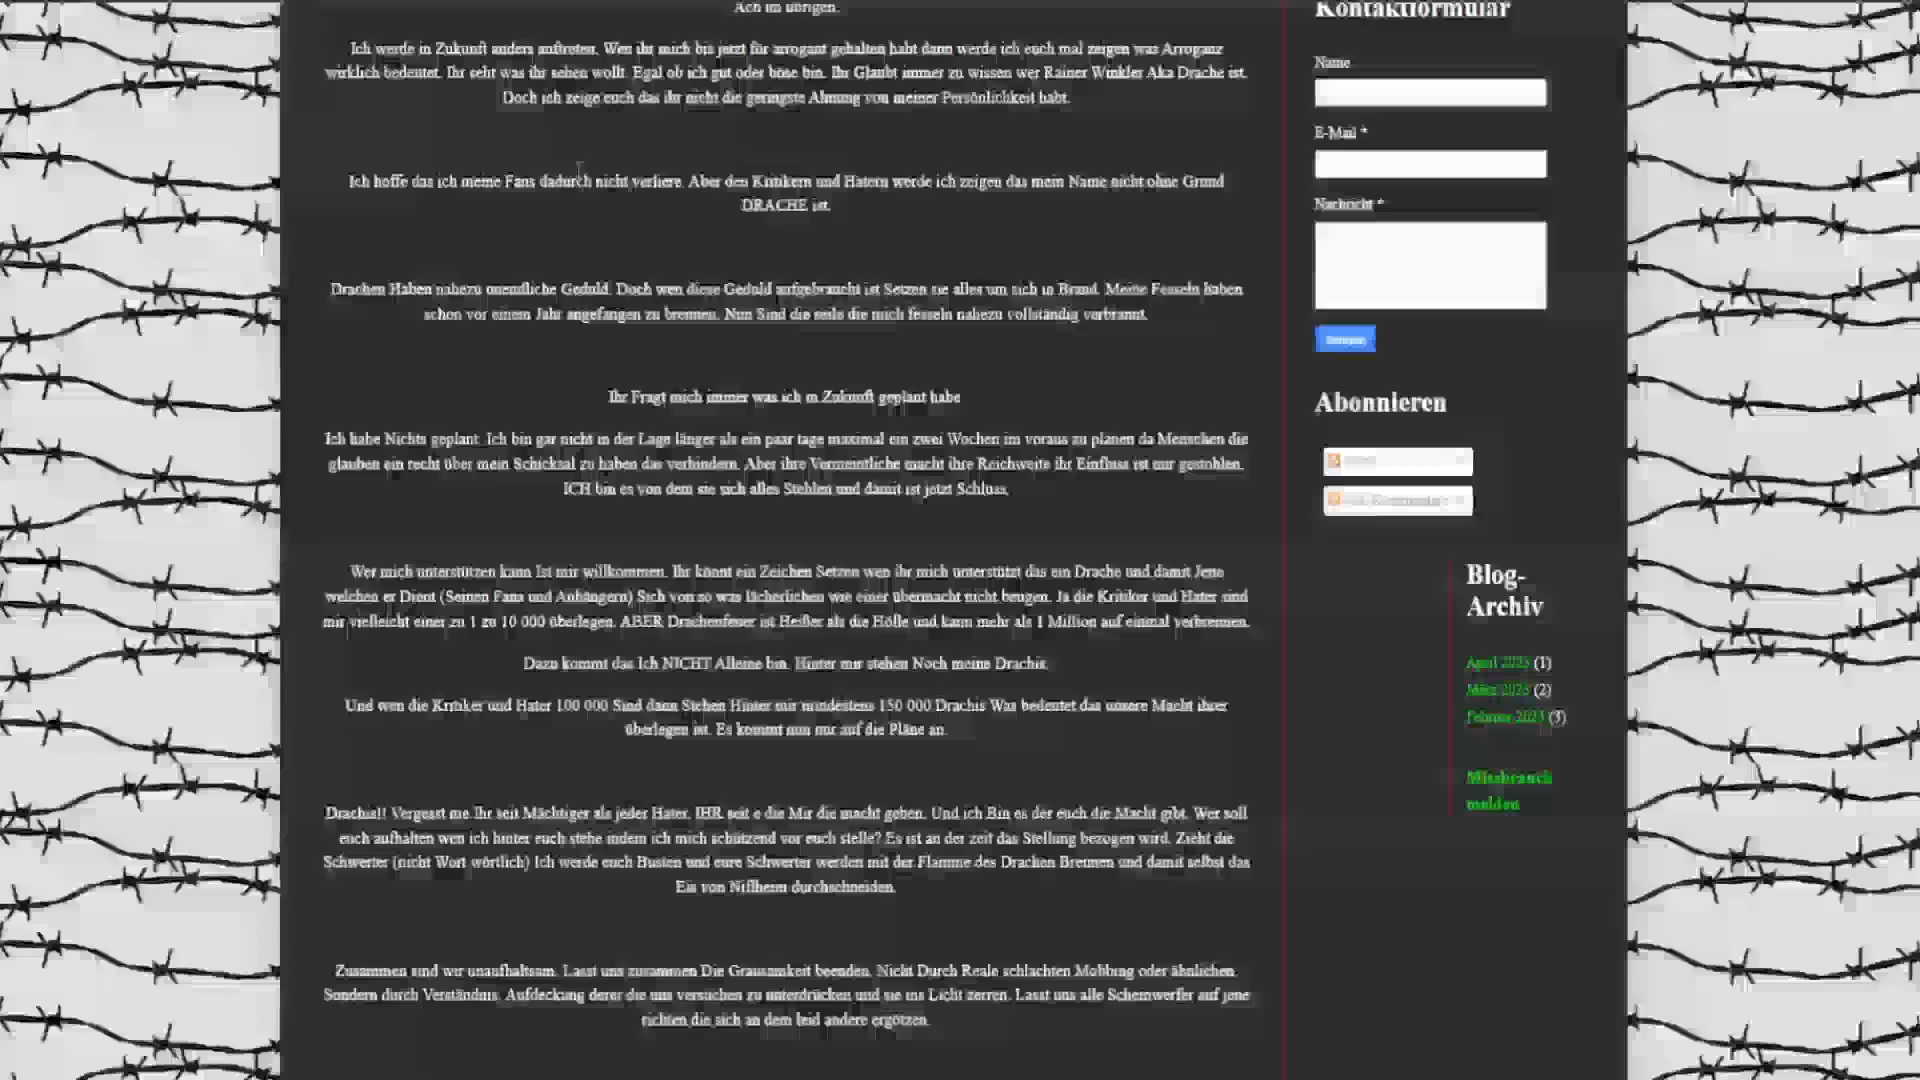 Ach im übrigen.
Ich werde in Zukunft anders auftreten. Wer ihr mich bis jetzt für arrogant gehalten habt dann werde ich euch mal zeigen was Arroganz
wirklich bedeutet. Ihr seht was ihr sehen wollt. Egal ob ich gut oder böse bin. Ihr Glaubt immer zu wissen wer Rainer Winkler Aka Drache ist.
Doch ich zeige euch das ihr nicht die geringste Ahnung von meiner Persönlichkeit habt.
Ich hoffe das ich meine Fans dadurch nicht verliere. Aber den Kritikern und Hatern werde ich zeigen das mein Name nicht ohne Grund
DRACHE ist.
Drachen Haben nahezu unendliche Geduld. Doch wen diese Geduld aufgebraucht ist Setzen sie alles um sich in Brand. Meine Fesseln haben
schon vor einem Jahr angefangen zu brennen. Nun Sind die seile die mich fesseln nahezu vollständig verbrannt.
Ihr Fragt mich immer was ich in Zukunft geplant habe
Ich habe Nichts geplant. Ich bin gar nicht in der Lage länger als ein paar tage maximal ein zwei Wochen im voraus zu planen da Menschen die
glauben ein recht über mein Schicksal zu haben das verhindern. Aber ihre Vermeintliche macht ihre Reichweite ihr Einfluss ist nur gestohlen.
ICH bin es von dem sie sich alles Stehlen und damit ist jetzt Schluss.
Wer mich unterstützen kann Ist mir willkommen. Ihr könnt ein Zeichen Setzen wen ihr mich unterstützt das ein Drache und damit Jene
welchen er Dient (Seinen Fans und Anhängern) Sich von so was lächerlichen wie einer übermacht nicht beugen. Ja die Kritiker und Hater sind
mir vielleicht einer zu 1 zu 10 000 überlegen. ABER Drachenfeuer ist Heißer als die Hölle und kann mehr als 1 Million auf einmal verbrennen.
Dazu kommt das Ich NICHT Alleine bin. Hinter mir stehen Noch meine Drachis.
Und wen die Kritiker und Hater 100 000 Sind dann Stehen Hinter mir mindestens 150 000 Drachis Was bedeutet das unsere Macht ihrer
überlegen ist. Es kommt nun nur auf die Pläne an.
Drachis!! Vergesst nie Ihr seit Mächtiger als jeder Hater. IHR seit e die Mir die macht geben. Und ich Bin es der euch die Macht gibt. Wer soll
euch aufhalten wen ich hinter euch stehe indem ich mich schützend vor euch stelle? Es ist an der zeit das Stellung bezogen wird. Zieht die
Schwerter (nicht Wort wörtlich) Ich werde euch Busten und eure Schwerter werden mit der Flamme des Drachen Brennen und damit selbst das
Eis von Niflheim durchschneiden.
Zusammen sind wir unaufhaltsam. Lasst uns zusammen Die Grausamkeit beenden. Nicht Durch Reale schlachten Mobbing oder ähnlichen.
Sondern durch Verständnis. Aufdeckung derer die uns versuchen zu unterdrücken und sie ins Licht zerren. Lasst uns alle Scheinwerfer auf jene
richten die sich an dem leid andere ergötzen.
Kontaktformular
Name
E-Mail *
Nachricht *
Abonnieren
Kommentare
Blog-
Archiv
April 2023 (1)
März 2023 (2)
Februar 2023 (3)
Missbrauch
melden